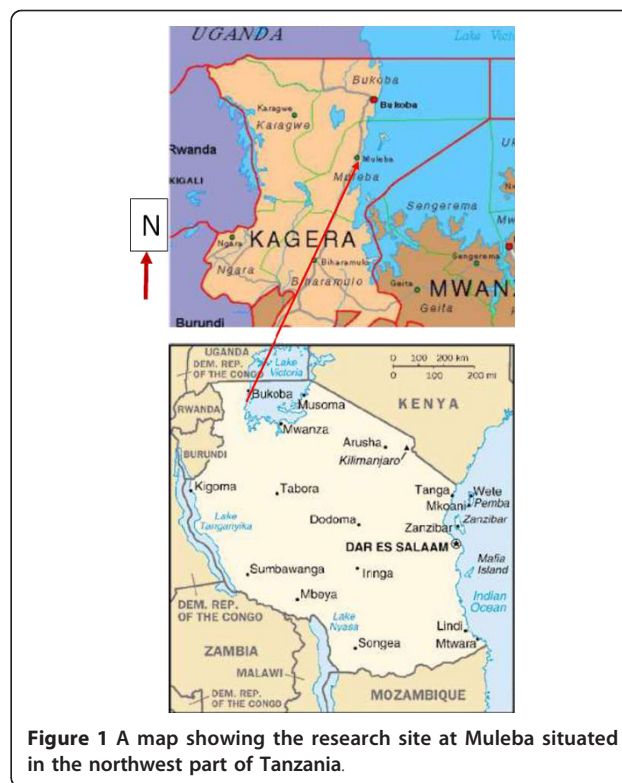 UGANDA
Lake Victoria
Bukoba
Bukoba
Karagwe
Karagwe
Rwanda
KIGALI
Muleba
Muleba
Sengerema
N
Ngara
KAGERA
Ngara
Biharamulo
Biharamulo
Sengerema
Geita
MWAN
Geita
Burundi
UGANDA
DEM. REP.
OF THE CONGO
Lake
Victoria
0 100 200 km
0 100 200 mi
RWANDA
Bukoba
Musoma
KENYA
Mwanza
BURUNDI
Arusha
Kilimanjaro
Kigoma
Tabora
Tanga
Wete
Pemba
Mkoani
Lake
Tanganyika
Dodoma
Zanzibar
Zanzibar
DAR ES SALAAM
Mafia
Island
Sumbawanga
Iringa
Indian
Ocean
DEM. REP.
OF THE CONGO
Mbeya
Lake
Nyasa
Lindi
Mtwara
ZAMBIA
Songea
MALAWI
DEM. REP.
OF THE
CONGO
MOZAMBIQUE
Figure 1 A map showing the research site at Muleba situated
in the northwest part of Tanzania.